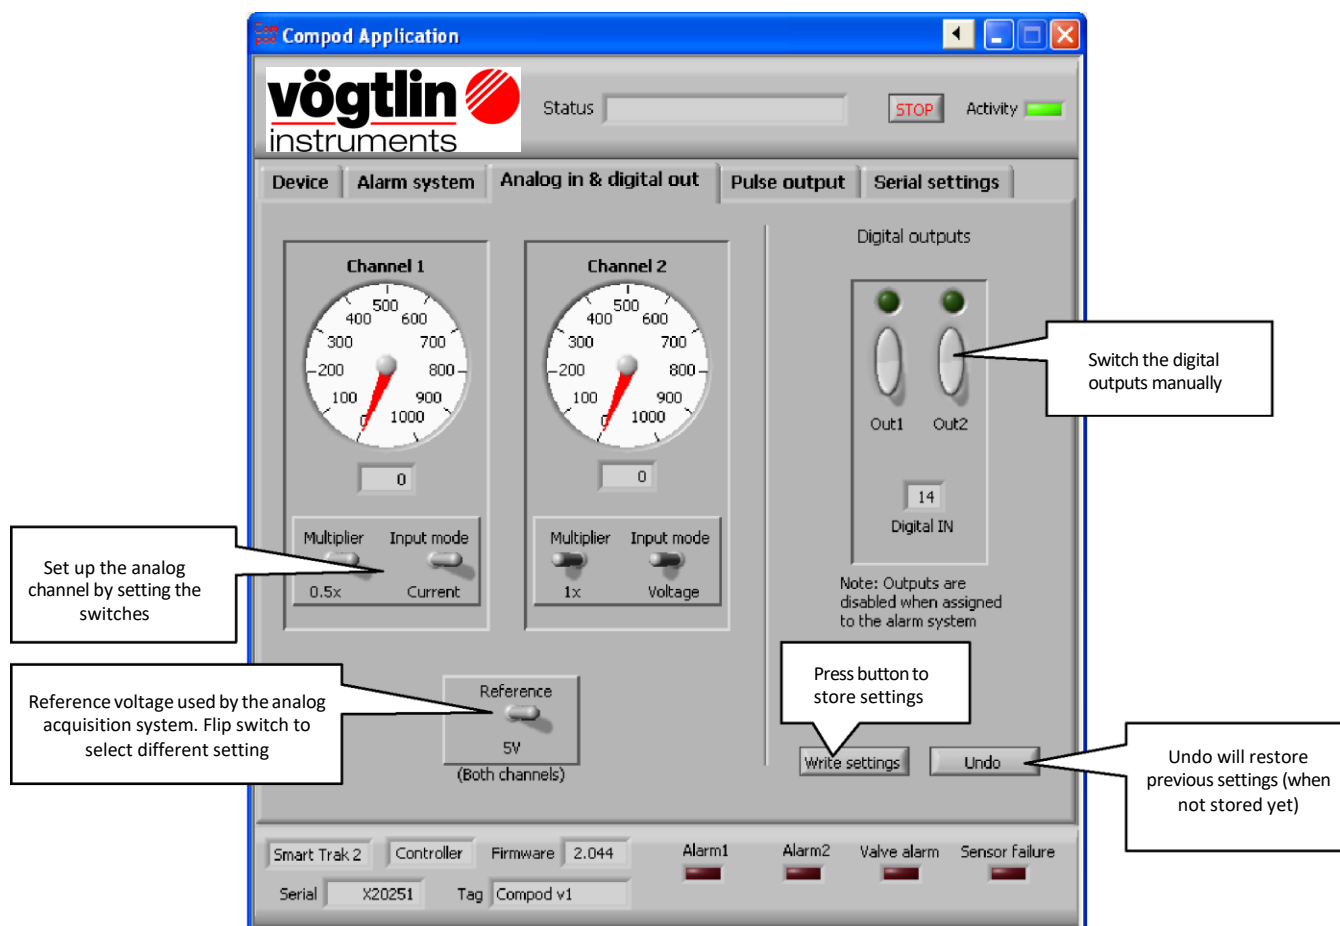 Compod Application
vögtlin
instruments
Status
STOP
Activity
Device
Alarm system
Analog in & digital out
Pulse output
Serial settings
Channel 1
0
100
200
300
400
500
600
700
800
900
1000
0
Multiplier
Input mode
0.5x
Current
Channel 2
0
100
200
300
400
500
600
700
800
900
1000
0
Multiplier
Input mode
1x
Voltage
Digital outputs
Out1
Out2
14
Digital IN
Note: Outputs are
disabled when assigned
to the alarm system
Switch the digital
outputs manually
Set up the analog
channel by setting the
switches
Reference voltage used by the analog
acquisition system. Flip switch to
select different setting
Reference
5V
(Both channels)
Press button to
store settings
Write settings
Undo
Undo will restore
previous settings (when
not stored yet)
Smart Trak 2
Controller
Firmware
2.044
Alarm1
Alarm2
Valve alarm
Sensor failure
Serial
X20251
Tag
Compod v1